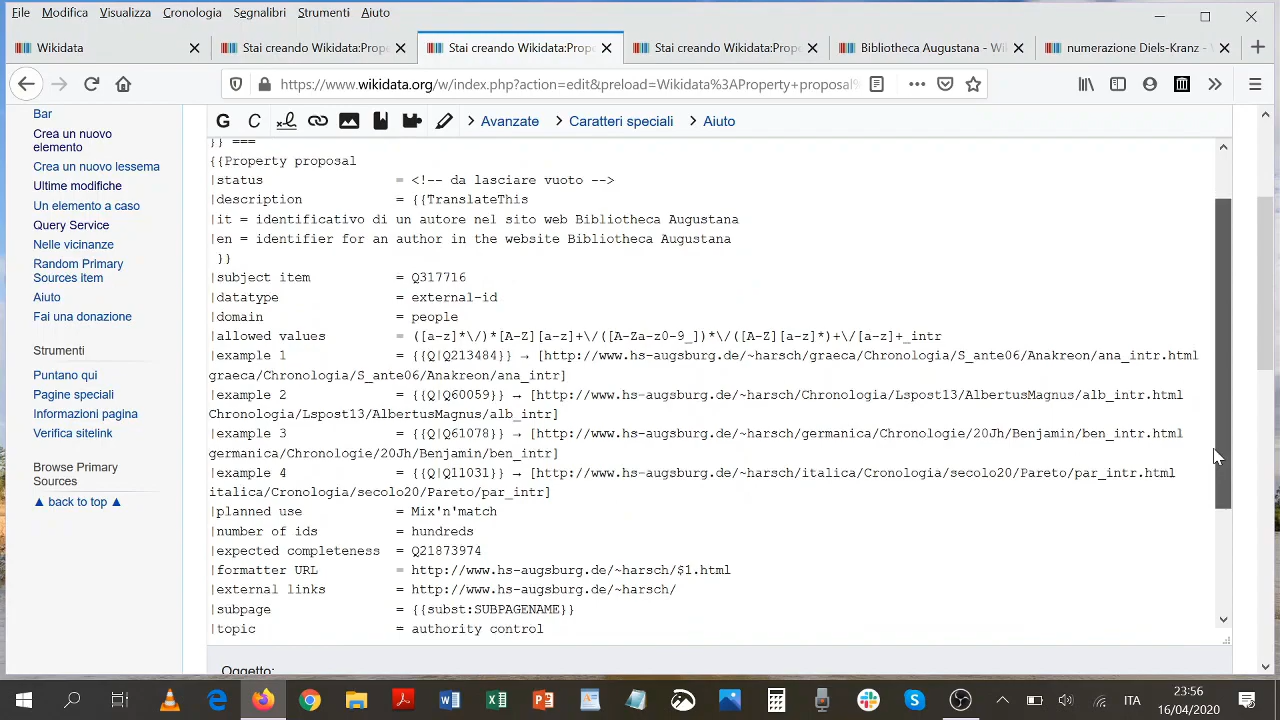 File Modifica Visualizza Cronologia Segnalibri Strumenti Aiuto
Wikidata Stai creando Wikidata:Prope Stai creando Wikidata:Prope Stai creando Wikidata:Prope Bibliotheca Augustana - Wi numerazione Diels-Kranz -
https://www.wikidata.org/w/index.php?action=edit&preload=Wikidata%3AProperty+proposal%
G C Avanzate Caratteri speciali Aiuto
Bar
Crea un nuovo
elemento
Crea un nuovo lessema
Ultime modifiche
Un elemento a caso
Query Service
Nelle vicinanze
Random Primary
Sources item
Aiuto
Fai una donazione
Strumenti
Puntano qui
Pagine speciali
Informazioni pagina
Verifica sitelink
Browse Primary
Sources
▲ back to top ▲
}} ===
{{Property proposal
|status = <!-- da lasciare vuoto -->
|description = {{TranslateThis
|it = identificativo di un autore nel sito web Bibliotheca Augustana
|en = identifier for an author in the website Bibliotheca Augustana
}}
|subject item = Q317716
|datatype = external-id
|domain = people
|allowed values = ([a-z]*\/)*[A-Z][a-z]+\/([A-Za-z0-9_])*\/([A-Z][a-z]*)+\/[a-z]+_intr
|example 1 = {{Q|Q213484}} → [http://www.hs-augsburg.de/~harsch/graeca/Chronologia/S_ante06/Anakreon/ana_intr.html
graeca/Chronologia/S_ante06/Anakreon/ana_intr]
|example 2 = {{Q|Q60059}} → [http://www.hs-augsburg.de/~harsch/Chronologia/Lspost13/AlbertusMagnus/alb_intr.html
Chronologia/Lspost13/AlbertusMagnus/alb_intr]
|example 3 = {{Q|Q61078}} → [http://www.hs-augsburg.de/~harsch/germanica/Chronologie/20Jh/Benjamin/ben_intr.html
germanica/Chronologie/20Jh/Benjamin/ben_intr]
|example 4 = {{Q|Q11031}} → [http://www.hs-augsburg.de/~harsch/italica/Cronologia/secolo20/Pareto/par_intr.html
italica/Cronologia/secolo20/Pareto/par_intr]
|planned use = Mix'n'match
|number of ids = hundreds
|expected completeness = Q21873974
|formatter URL = http://www.hs-augsburg.de/~harsch/$1.html
|external links = http://www.hs-augsburg.de/~harsch/
|subpage = {{subst:SUBPAGENAME}}
|topic = authority control
Oggetto:
ITA
23:56
16/04/2020